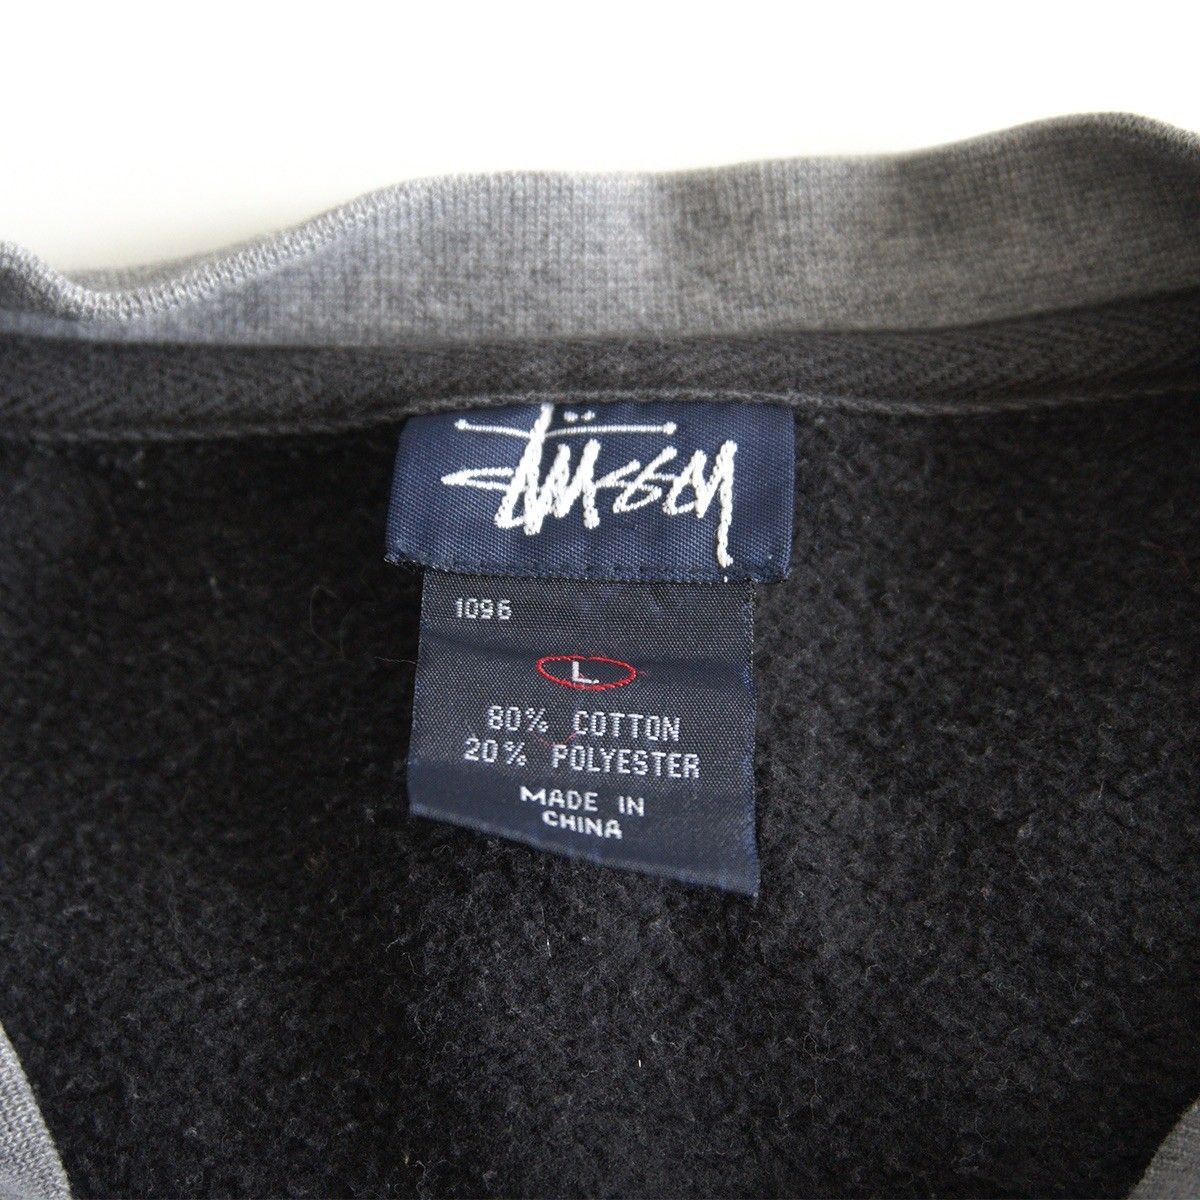 Stüssy
1096
L
80% COTTON
20% POLYESTER
MADE IN
CHINA